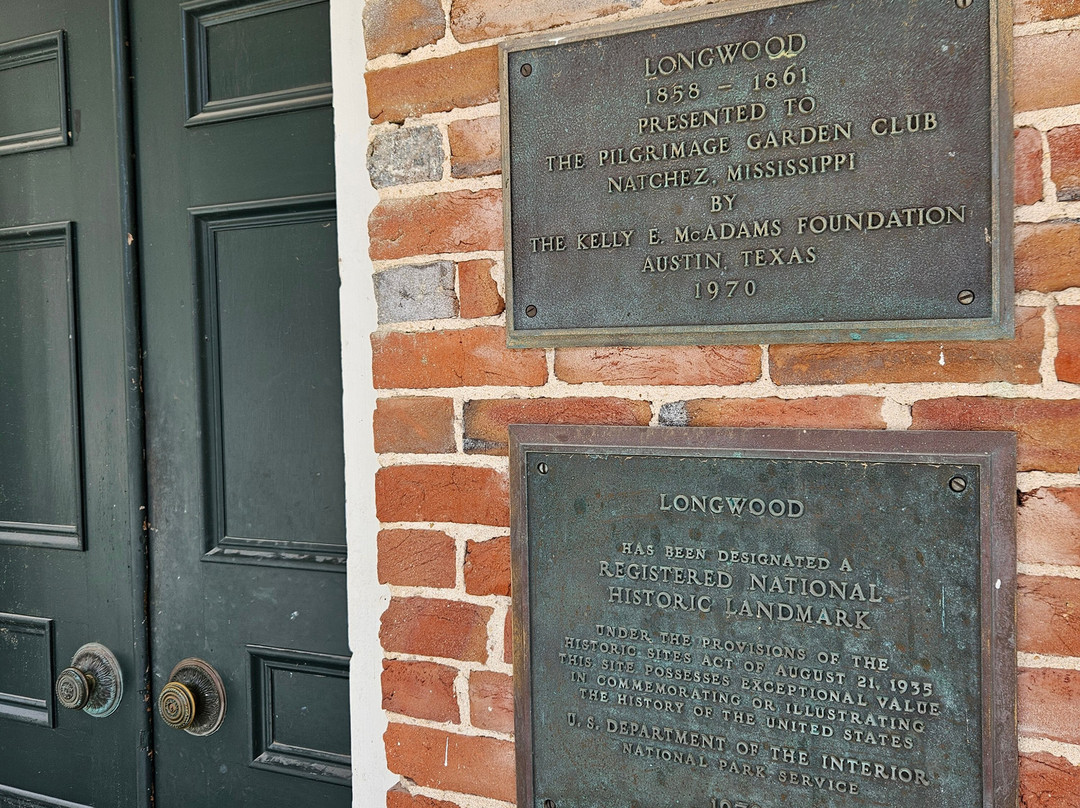 LONGWOOD
1858 – 1861
PRESENTED TO
THE PILGRIMAGE GARDEN CLUB
NATCHEZ, MISSISSIPPI
BY
THE KELLY E. McADAMS FOUNDATION
AUSTIN, TEXAS
1970
LONGWOOD
HAS BEEN DESIGNATED A
REGISTERED NATIONAL
HISTORIC LANDMARK
UNDER THE PROVISIONS OF THE
HISTORIC SITES ACT OF AUGUST 21, 1935
THIS SITE POSSESSES EXCEPTIONAL VALUE
IN COMMEMORATING OR ILLUSTRATING
THE HISTORY OF THE UNITED STATES
U. S. DEPARTMENT OF THE INTERIOR
NATIONAL PARK SERVICE